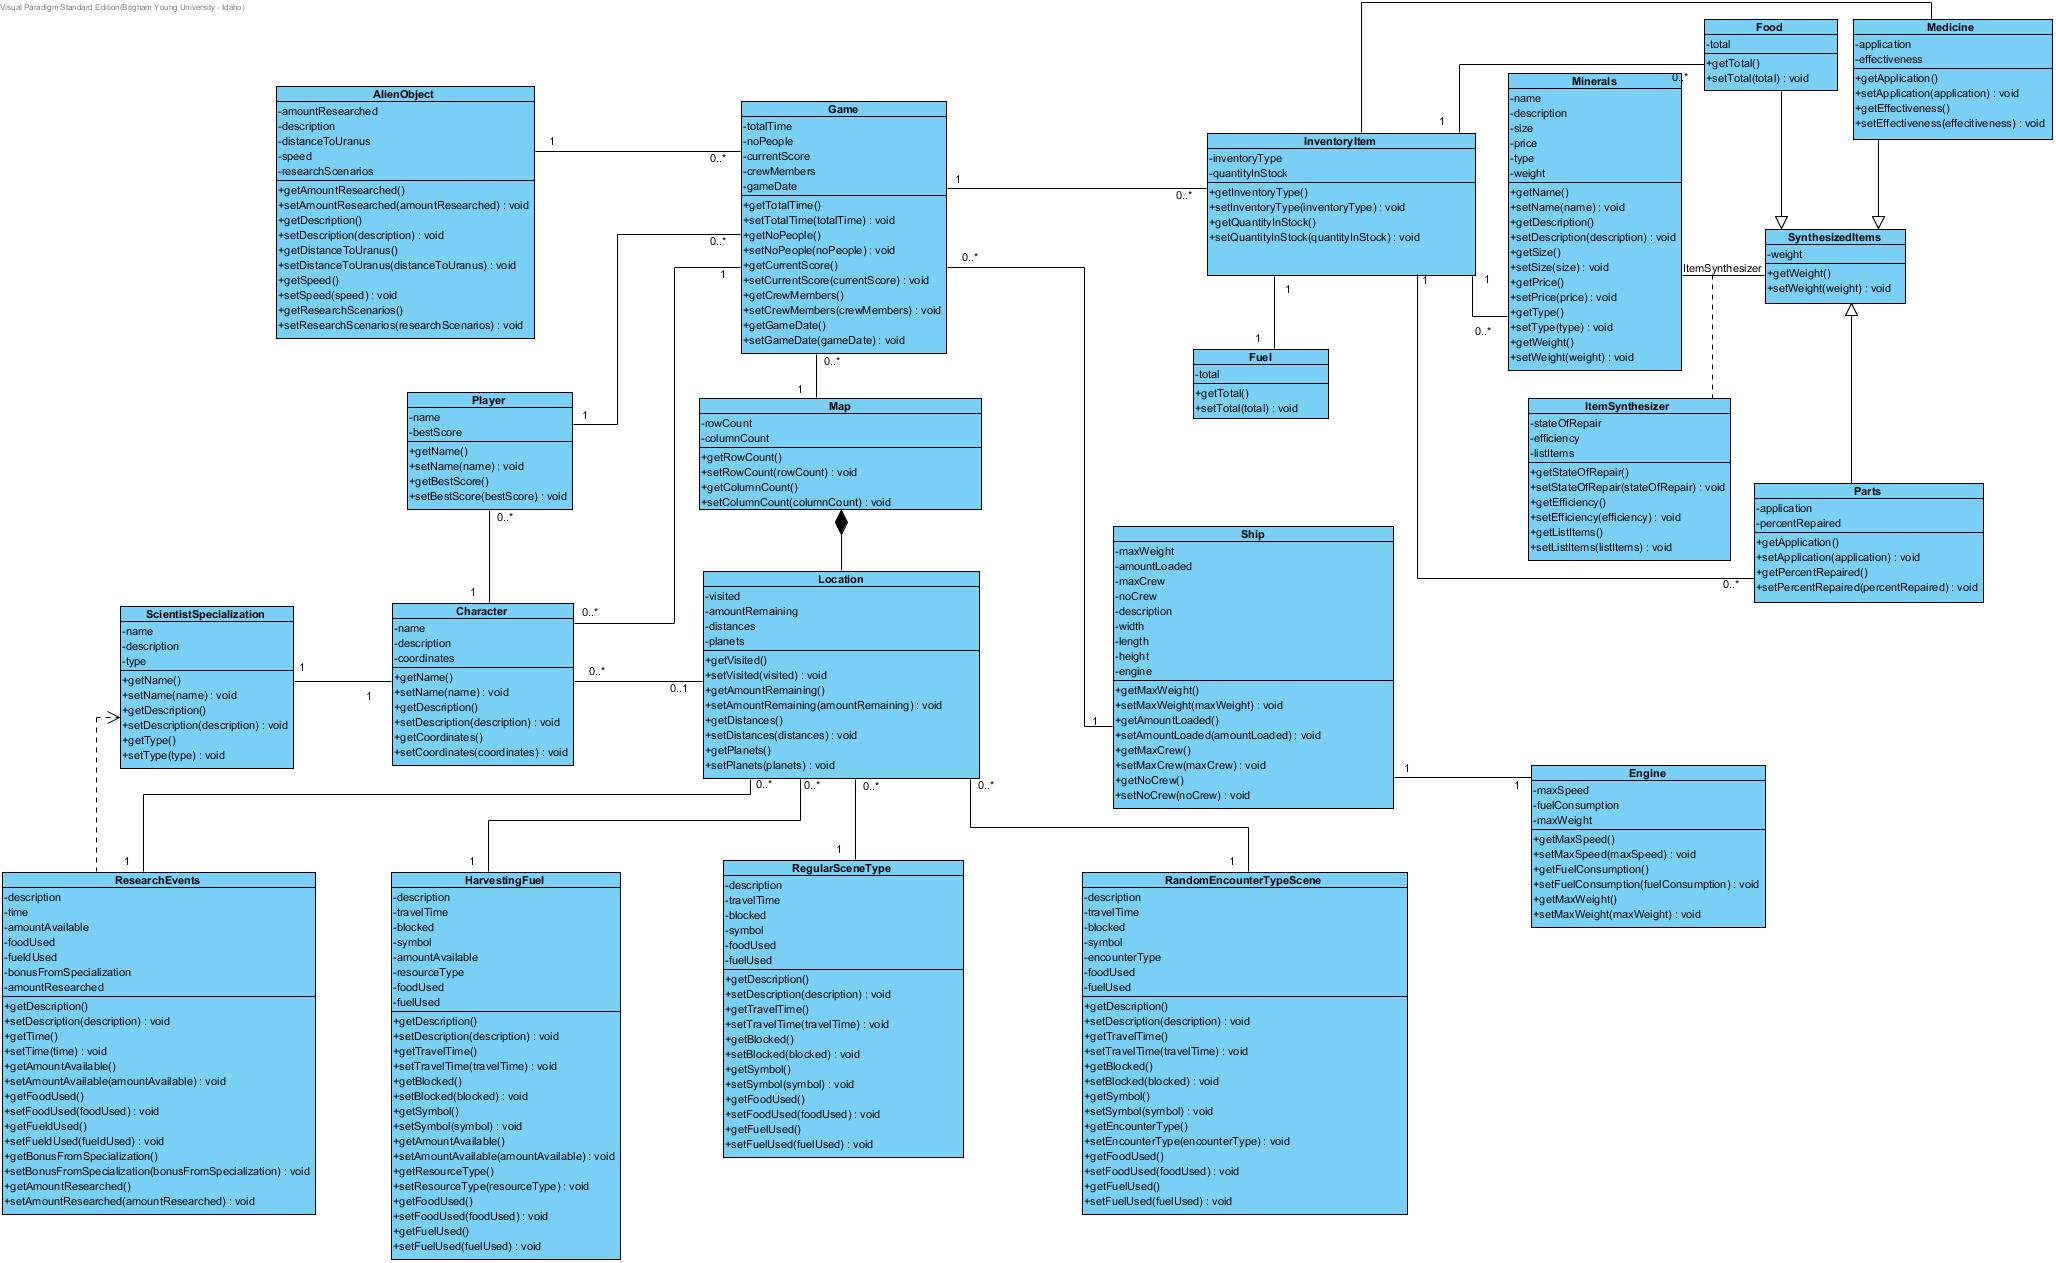 Visual Paradigm Standard Edition(Brigham Young University - Idaho)
AlienObject
-amountResearched
-description
-distanceToUranus
-speed
-researchScenarios
+getAmountResearched()
+setAmountResearched(amountResearched) : void
+getDescription()
+setDescription(description) : void
+getDistanceToUranus()
+setDistanceToUranus(distanceToUranus) : void
+getSpeed()
+setSpeed(speed) : void
+getResearchScenarios()
+setResearchScenarios(researchScenarios) : void
1
0..*
Game
-totalTime
-noPeople
-currentScore
-crewMembers
-gameDate
+getTotalTime()
+setTotalTime(totalTime) : void
+getNoPeople()
+setNoPeople(noPeople) : void
+getCurrentScore()
+setCurrentScore(currentScore) : void
+getCrewMembers()
+setCrewMembers(crewMembers) : void
+getGameDate()
+setGameDate(gameDate) : void
0..*
1
1
0..*
0..*
0..*
1
InventoryItem
-inventoryType
-quantityInStock
+getInventoryType()
+setInventoryType(inventoryType) : void
+getQuantityInStock()
+setQuantityInStock(quantityInStock) : void
1
1
1
1
0..*
0..*
Minerals
-name
-description
-size
-price
-type
-weight
+getName()
+setName(name) : void
+getDescription()
+setDescription(description) : void
+getSize()
+setSize(size) : void
+getPrice()
+setPrice(price) : void
+getType()
+setType(type) : void
+getWeight()
+setWeight(weight) : void
Food
-total
+getTotal()
+setTotal(total) : void
Medicine
-application
-effectiveness
+getApplication()
+setApplication(application) : void
+getEffectiveness()
+setEffectiveness(effecitiveness) : void
ItemSynthesizer
SynthesizedItems
-weight
+getWeight()
+setWeight(weight) : void
1
Fuel
-total
+getTotal()
+setTotal(total) : void
ItemSynthesizer
-stateOfRepair
-efficiency
-listItems
+getStateOfRepair()
+setStateOfRepair(stateOfRepair) : void
+getEfficiency()
+setEfficiency(efficiency) : void
+getListItems()
+setListItems(listItems) : void
Parts
-application
-percentRepaired
+getApplication()
+setApplication(application) : void
+getPercentRepaired()
+setPercentRepaired(percentRepaired) : void
0..*
Player
-name
-bestScore
+getName()
+setName(name) : void
+getBestScore()
+setBestScore(bestScore) : void
1
0..*
1
Map
-rowCount
-columnCount
+getRowCount()
+setRowCount(rowCount) : void
+getColumnCount()
+setColumnCount(columnCount) : void
1
ScientistSpecialization
-name
-description
-type
+getName()
+setName(name) : void
+getDescription()
+setDescription(description) : void
+getType()
+setType(type) : void
1
1
Character
-name
-description
-coordinates
+getName()
+setName(name) : void
+getDescription()
+setDescription(description) : void
+getCoordinates()
+setCoordinates(coordinates) : void
0..*
0..*
0..1
Location
-visited
-amountRemaining
-distances
-planets
+getVisited()
+setVisited(visited) : void
+getAmountRemaining()
+setAmountRemaining(amountRemaining) : void
+getDistances()
+setDistances(distances) : void
+getPlanets()
+setPlanets(planets) : void
0..*
0..*
0..*
0..*
Ship
-maxWeight
-amountLoaded
-maxCrew
-noCrew
-description
-width
-length
-height
-engine
+getMaxWeight()
+setMaxWeight(maxWeight) : void
+getAmountLoaded()
+setAmountLoaded(amountLoaded) : void
+getMaxCrew()
+setMaxCrew(maxCrew) : void
+getNoCrew()
+setNoCrew(noCrew) : void
1
1
1
Engine
-maxSpeed
-fuelConsumption
-maxWeight
+getMaxSpeed()
+setMaxSpeed(maxSpeed) : void
+getFuelConsumption()
+setFuelConsumption(fuelConsumption) : void
+getMaxWeight()
+setMaxWeight(maxWeight) : void
1
ResearchEvents
-description
-time
-amountAvailable
-foodUsed
-fueldUsed
-bonusFromSpecialization
-amountResearched
+getDescription()
+setDescription(description) : void
+getTime()
+setTime(time) : void
+getAmountAvailable()
+setAmountAvailable(amountAvailable) : void
+getFoodUsed()
+setFoodUsed(foodUsed) : void
+getFueldUsed()
+setFueldUsed(fueldUsed) : void
+getBonusFromSpecialization()
+setBonusFromSpecialization(bonusFromSpecialization) : void
+getAmountResearched()
+setAmountResearched(amountResearched) : void
1
HarvestingFuel
-description
-travelTime
-blocked
-symbol
-amountAvailable
-resourceType
-foodUsed
-fuelUsed
+getDescription()
+setDescription(description) : void
+getTravelTime()
+setTravelTime(travelTime) : void
+getBlocked()
+setBlocked(blocked) : void
+getSymbol()
+setSymbol(symbol) : void
+getAmountAvailable()
+setAmountAvailable(amountAvailable) : void
+getResourceType()
+setResourceType(resourceType) : void
+getFoodUsed()
+setFoodUsed(foodUsed) : void
+getFuelUsed()
+setFuelUsed(fuelUsed) : void
1
RegularSceneType
-description
-travelTime
-blocked
-symbol
-foodUsed
-fuelUsed
+getDescription()
+setDescription(description) : void
+getTravelTime()
+setTravelTime(travelTime) : void
+getBlocked()
+setBlocked(blocked) : void
+getSymbol()
+setSymbol(symbol) : void
+getFoodUsed()
+setFoodUsed(foodUsed) : void
+getFuelUsed()
+setFuelUsed(fuelUsed) : void
1
RandomEncounterTypeScene
-description
-travelTime
-blocked
-symbol
-encounterType
-foodUsed
-fuelUsed
+getDescription()
+setDescription(description) : void
+getTravelTime()
+setTravelTime(travelTime) : void
+getBlocked()
+setBlocked(blocked) : void
+getSymbol()
+setSymbol(symbol) : void
+getEncounterType()
+setEncounterType(encounterType) : void
+getFoodUsed()
+setFoodUsed(foodUsed) : void
+getFuelUsed()
+setFuelUsed(fuelUsed) : void